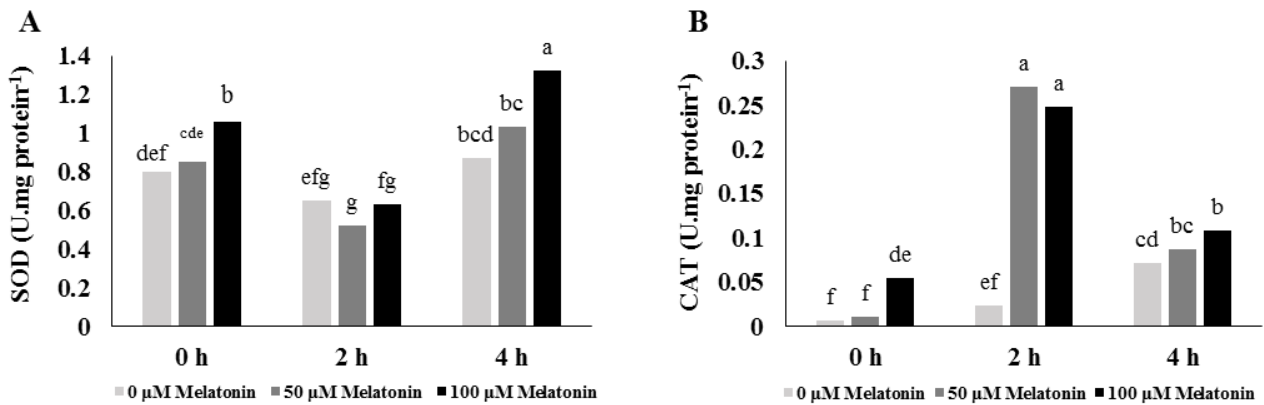 A
SOD (U.mg protein-1)
1.4
1.2
1
0.8
0.6
0.4
0.2
0
def
cde
b
efg
g
fg
bcd
bc
a
0 h
2 h
4 h
0 µM Melatonin
50 µM Melatonin
100 µM Melatonin
B
CAT (U.mg protein-1)
0.3
0.25
0.2
0.15
0.1
0.05
0
f
f
de
ef
a
a
cd
bc
b
0 h
2 h
4 h
0 µM Melatonin
50 µM Melatonin
100 µM Melatonin